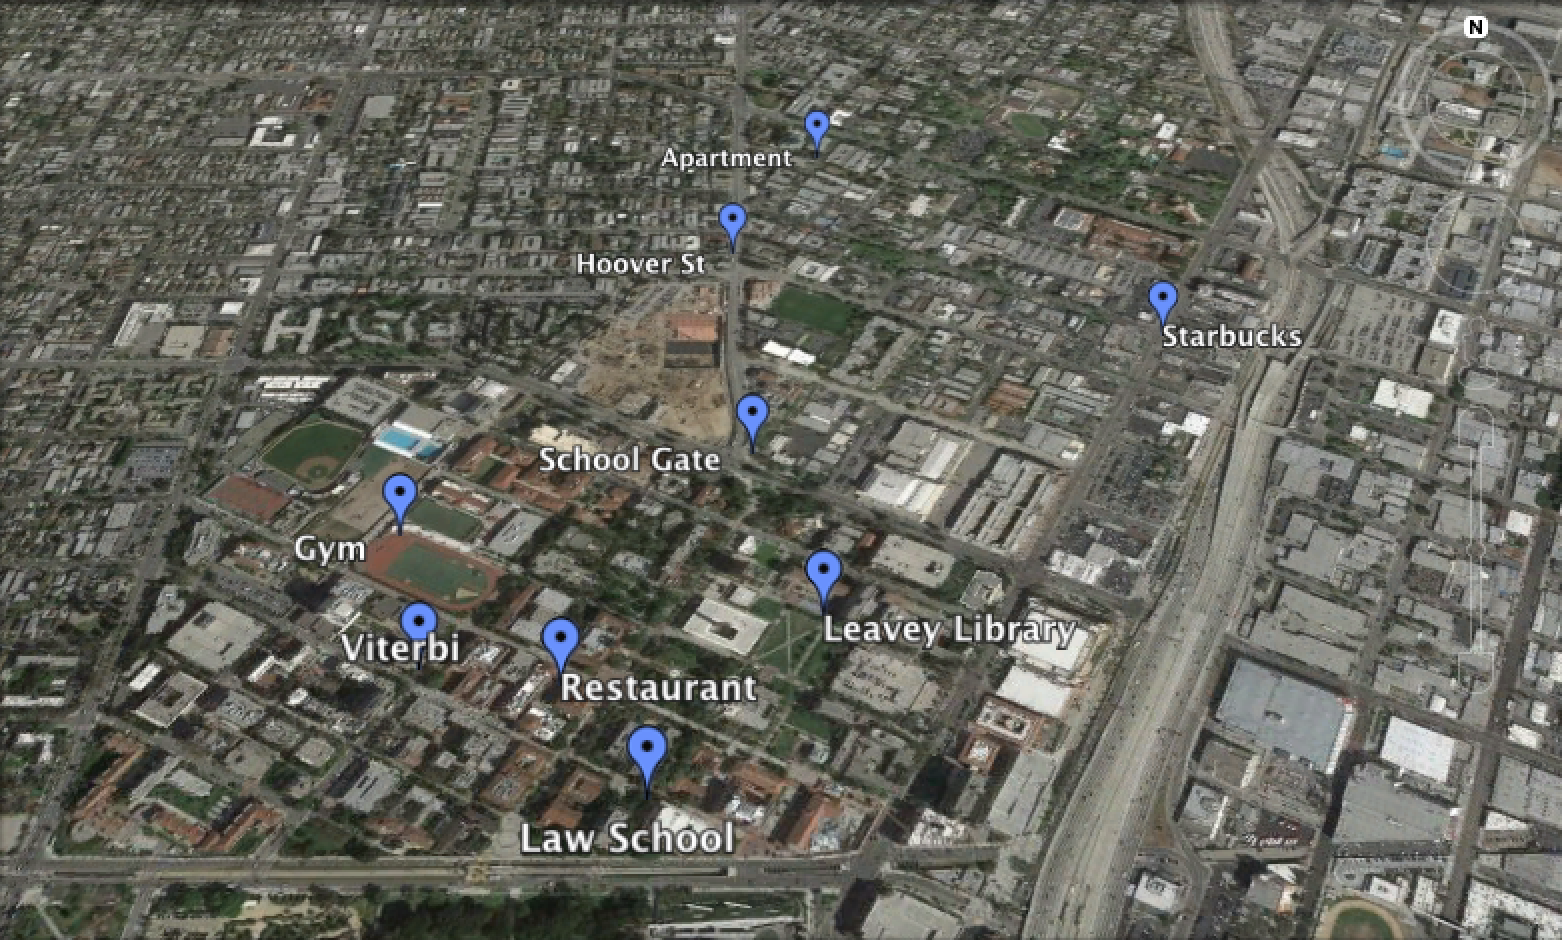 N
Apartment
Hoover St
Starbucks
School Gate
Gym
Leavey Library
Viterbi
Restaurant
Law School